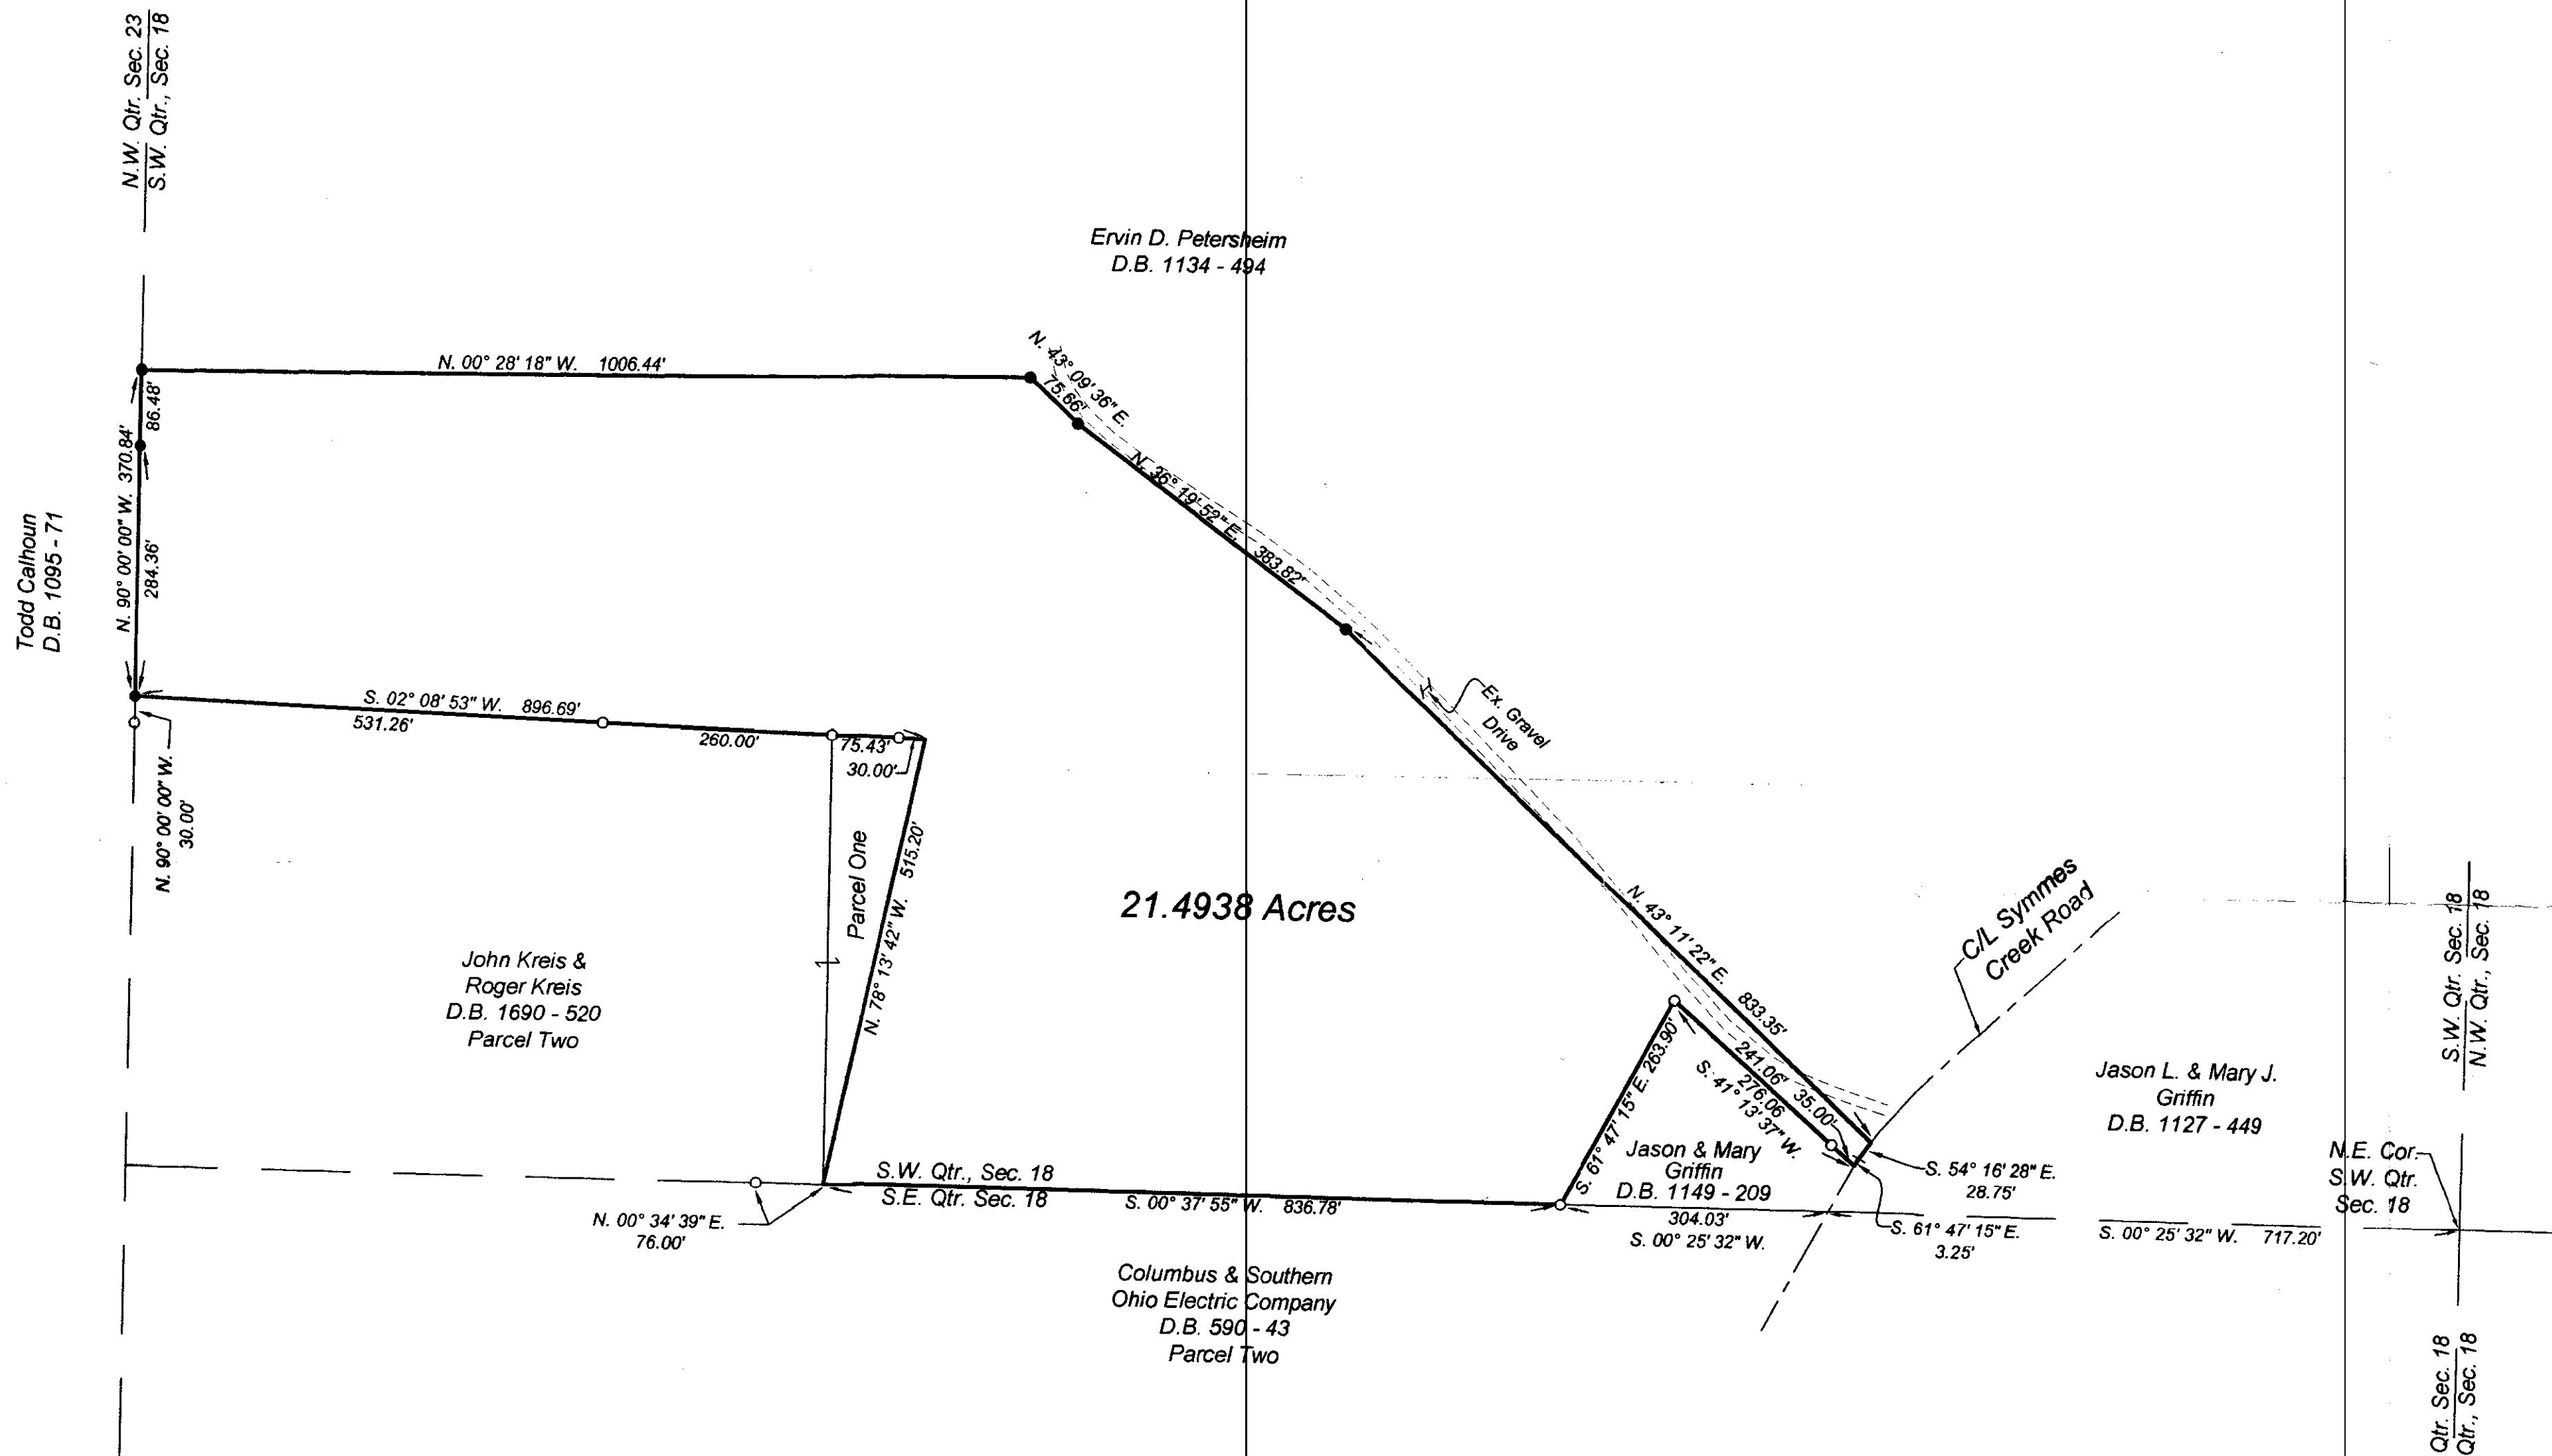 N.W. Qtr. Sec. 23
S.W. Qtr., Sec. 18
Ervin D. Petersheim
D.B. 1134 - 494
N. 00° 28' 18" W. 1006.44'
N. 43° 09' 36" E.
75.66'
86.48'
N. 90° 00' 00" W. 370.84'
284.36'
Todd Calhoun
D.B. 1095 - 71
N. 36° 19' 52" E. 383.82'
S. 02° 08' 53" W. 896.69'
531.26'
260.00'
75.43'
30.00'
N. 90° 00' 00" W.
30.00'
Ex. Gravel
Drive
Parcel One
N. 78° 13' 42" W. 515.20'
21.4938 Acres
N. 43° 11' 22" E. 833.35'
C/L Symmes
Creek Road
John Kreis &
Roger Kreis
D.B. 1690 - 520
Parcel Two
S. 61° 47' 15" E. 263.90'
241.06'
35.00'
276.06
S. 41° 13' 37" W.
Jason & Mary
Griffin
D.B. 1149 - 209
Jason L. & Mary J.
Griffin
D.B. 1127 - 449
S.W. Qtr. Sec. 18
N.W. Qtr., Sec. 18
N.E. Cor.
S.W. Qtr.
Sec. 18
S. 54° 16' 28" E.
28.75'
S. 61° 47' 15" E.
3.25'
S.W. Qtr., Sec. 18
S.E. Qtr. Sec. 18
S. 00° 37' 55" W. 836.78'
N. 00° 34' 39" E.
76.00'
304.03'
S. 00° 25' 32" W.
S. 00° 25' 32" W. 717.20'
Columbus & Southern
Ohio Electric Company
D.B. 590 - 43
Parcel Two
Qtr. Sec. 18
Qtr., Sec. 18